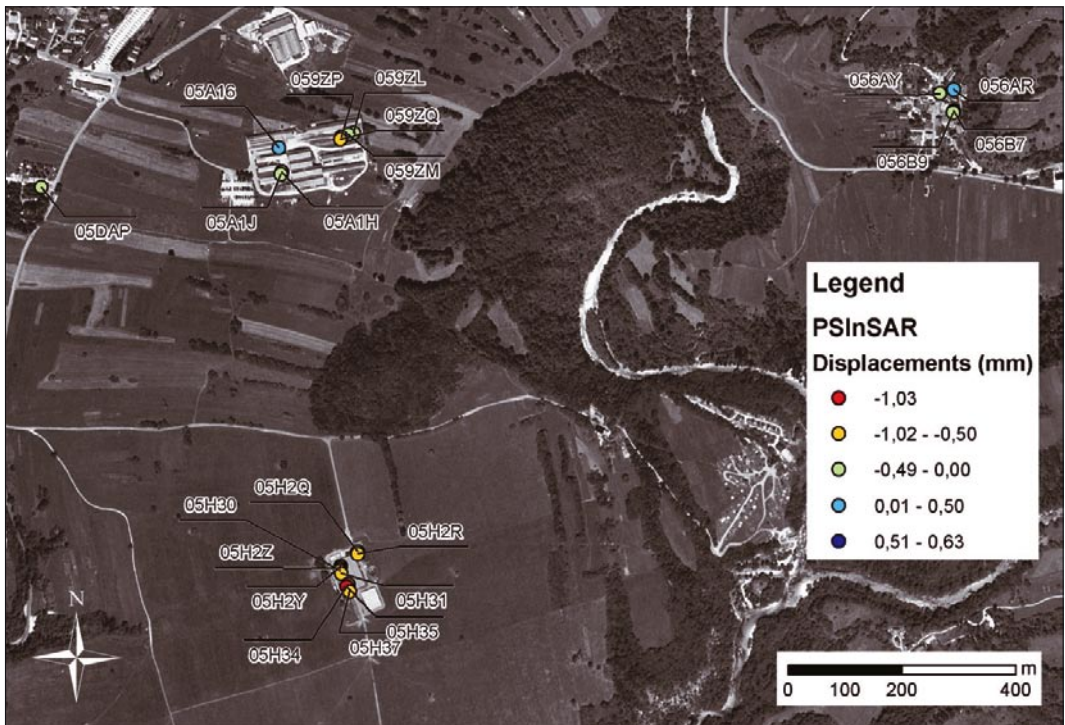 059ZP
059ZL
05A16
059ZQ
059ZM
05A1J
05A1H
05DAP
056AY
056AR
056B7
056B9
Legend
PSInSAR
Displacements (mm)
-1,03
-1,02 - -0,50
-0,49 - 0,00
0,01 - 0,50
0,51 - 0,63
05H2Q
05H30
05H2R
05H2Z
05H2Y
05H31
05H35
05H37
05H34
N
m
0 100 200 400